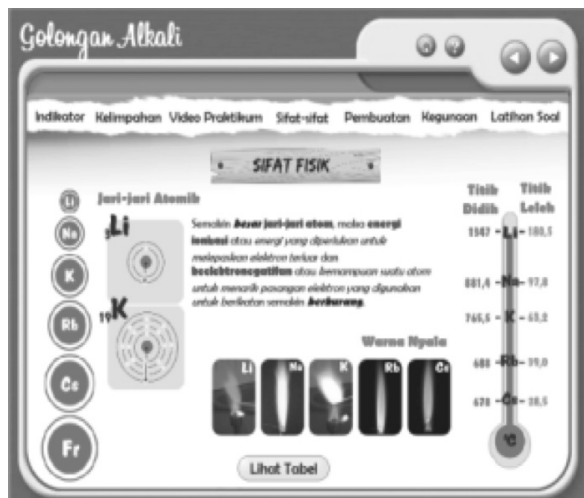 Golongan Alkali
?
Indikator Kelimpahan Video Praktikum Sifat-sifat Pembuatan Kegunaan Latihan Soal
SIFAT FISIK
Li
Na
K
Rb
Cs
Fr
Jari-jari Atomik
3Li
19K
Semakin besar jari-jari atom, maka energi
ionisasi atau energi yang diperlukan untuk
melepaskan elektron terluar dan
keelektronegatifan atau kemampuan suatu atom
untuk menarik pasangan elektron yang digunakan
untuk berikatan semakin berkurang.
Warna Nyala
Li Na K Rb Cs
Lihat Tabel
Titik Titik
Didih Leleh
1347 Li 180,5
881,4 Na 97,8
765,5 K 63,2
688 Rb 39,0
678 Cs 28,5
°C